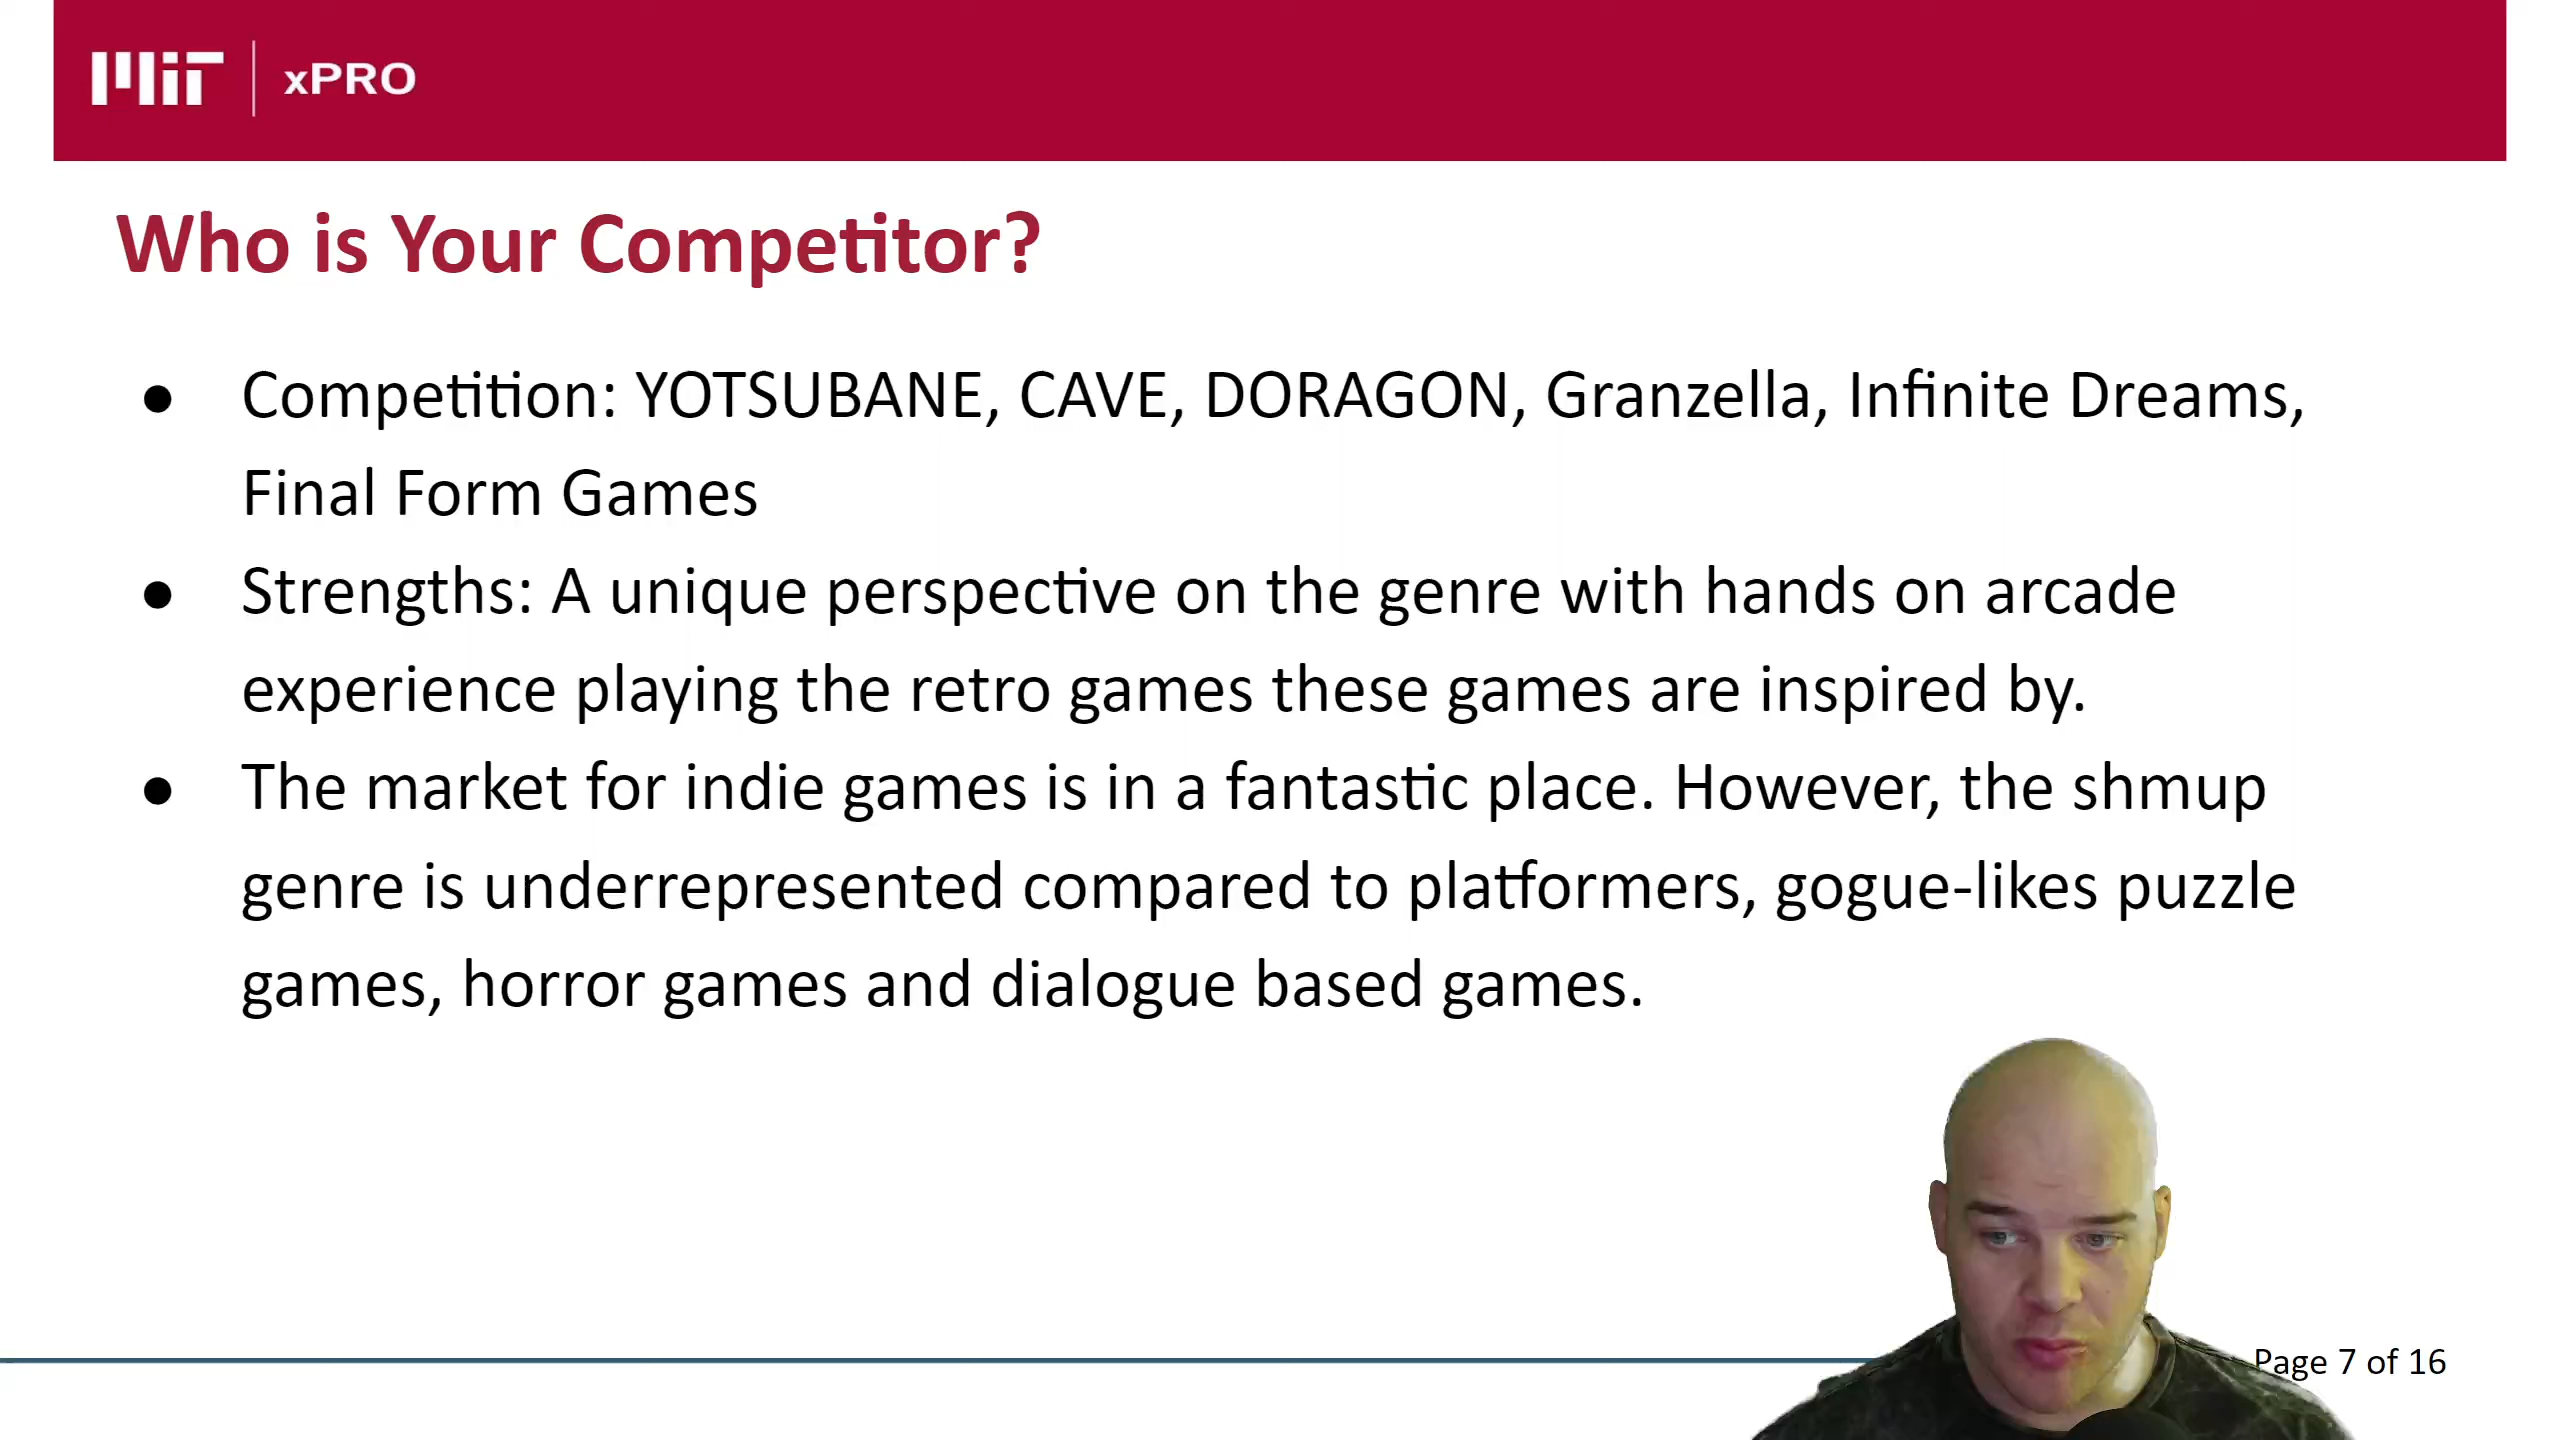 MIT xPRO
Who is Your Competitor?
● Competition: YOTSUBANE, CAVE, DORAGON, Granzella, Infinite Dreams,
Final Form Games
● Strengths: A unique perspective on the genre with hands on arcade
experience playing the retro games these games are inspired by.
● The market for indie games is in a fantastic place. However, the shmup
genre is underrepresented compared to platformers, gogue-likes puzzle
games, horror games and dialogue based games.
Page 7 of 16